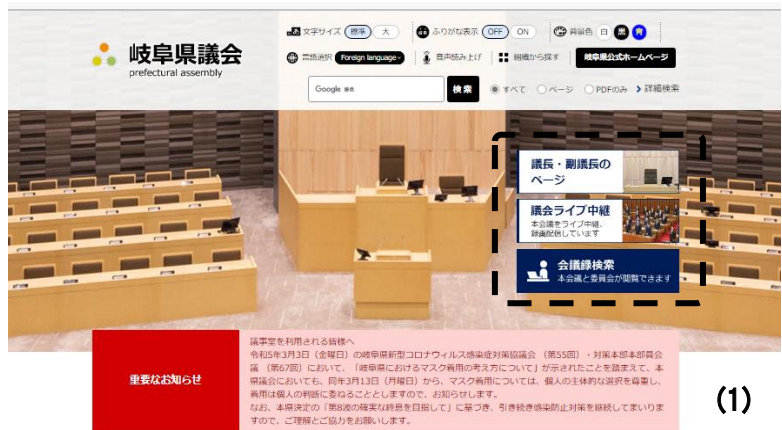 文字サイズ 標準 大 ふりがな表示 OFF ON 背景色 白 黒 青
岐阜県議会
prefectural assembly
言語選択 Foreign language 音声読み上げ 組織から探す 岐阜県公式ホームページ
Google 検索 すべて ページ PDFのみ 詳細検索
議長・副議長の
ページ
議会ライブ中継
本会議をライブ中継、
録画配信しています
会議録検索
本会議と委員会が閲覧できます
重要なお知らせ
議事堂を利用される皆様へ
令和5年3月3日(金曜日)の岐阜県新型コロナウイルス感染症対策協議会 (第55回)・対策本部本部員会
議 (第67回)において、「岐阜県におけるマスク着用の考え方について」が示されたことを踏まえて、本
県議会においても、同年3月13日(月曜日)から、マスク着用については、個人の主体的な選択を尊重し、
着用は個人の判断に委ねることとしますので、お知らせします。
なお、本県決定の「第8波の確実な終息を目指して」に基づき、引き続き感染防止対策を継続してまいりま
すので、ご理解とご協力をお願いします。
(1)